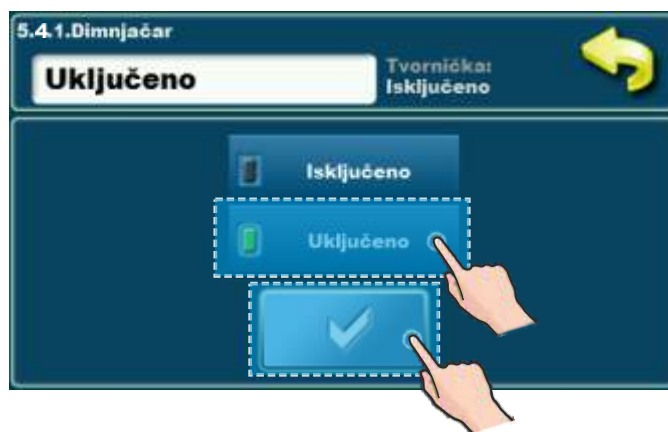 5.4.1.Dimnjačar
Uključeno
Tvornička:
Isključeno
Isključeno
Uključeno